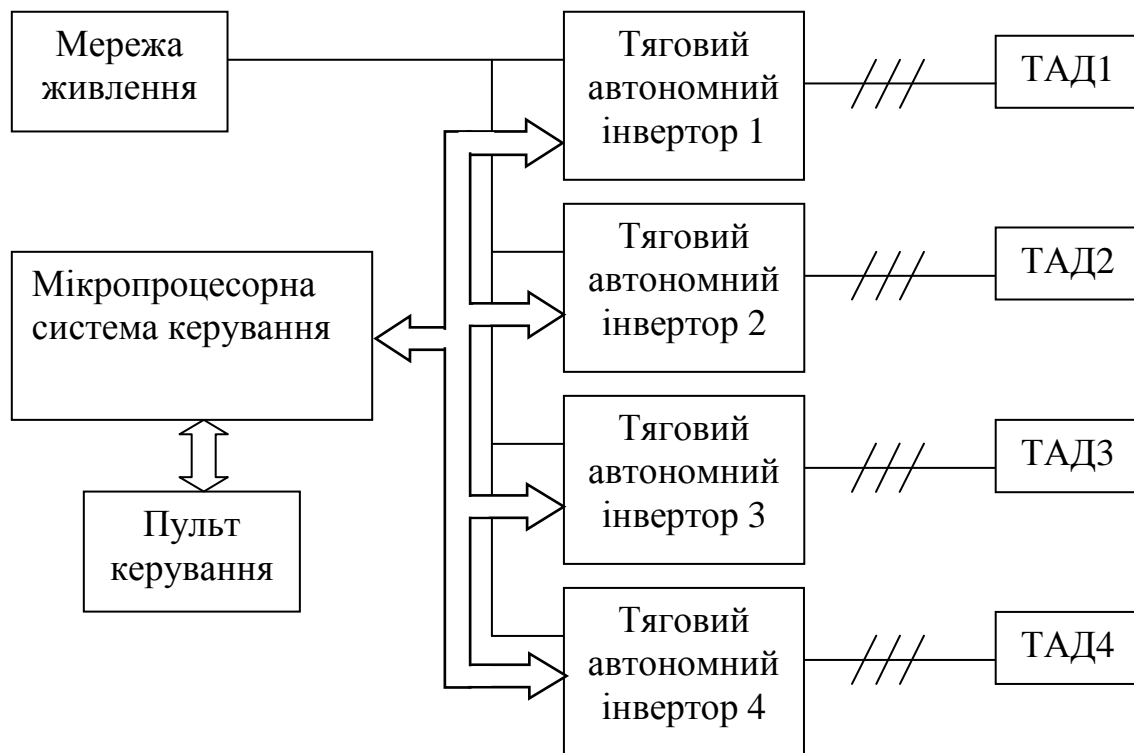 Мережа
живлення
Тяговий
автономний
інвертор 1
ТАД1
Тяговий
автономний
інвертор 2
ТАД2
Мікропроцесорна
система керування
Тяговий
автономний
інвертор 3
ТАД3
Пульт
керування
Тяговий
автономний
інвертор 4
ТАД4